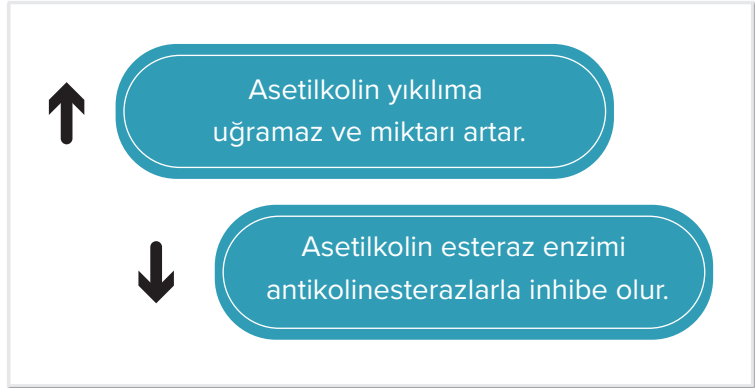 Asetilkolin yıkılıma
uğramaz ve miktarı artar.
Asetilkolin esteraz enzimi
antikolinesterazlarla inhibe olur.